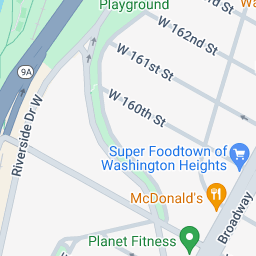 Playground
W 162nd St
Wa
W 161st St
9A
W 160th St
Riverside Dr W
Super Foodtown of
Washington Heights
McDonald's
Broadway
Planet Fitness